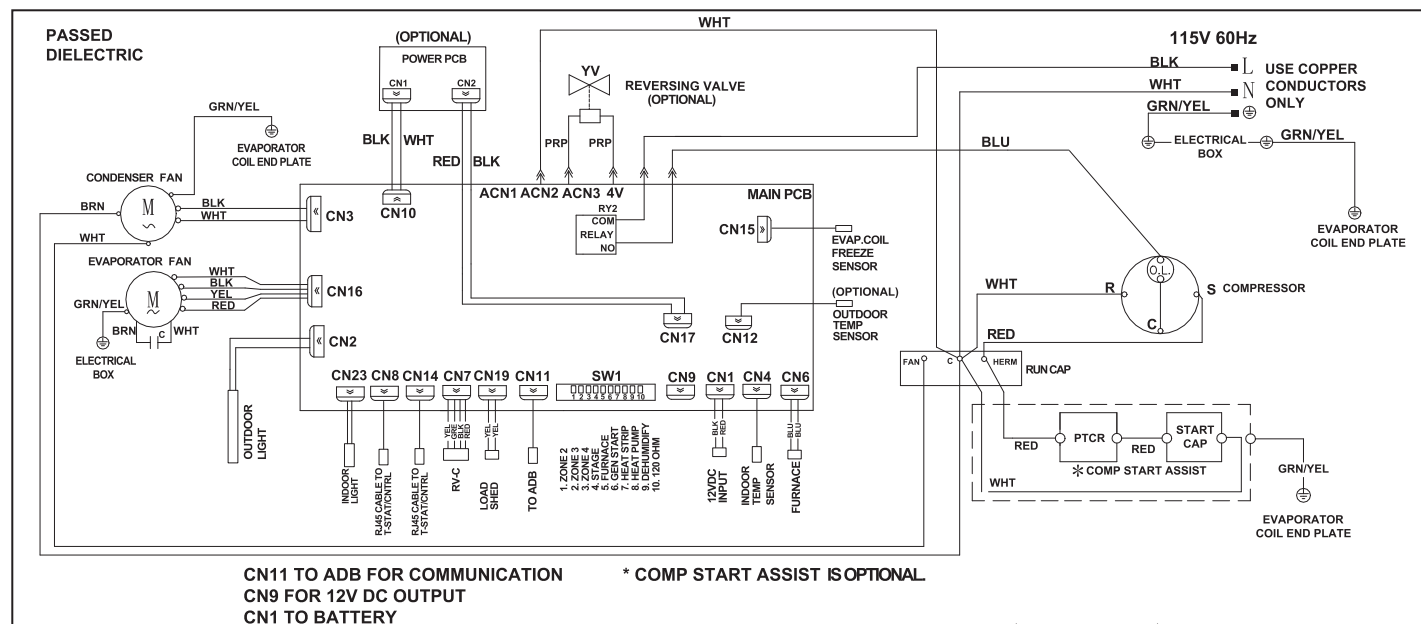 PASSED
DIELECTRIC
(OPTIONAL)
POWER PCB
CN1 CN2
WHT
115V 60Hz
BLK L
WHT N
GRN/YEL
USE COPPER
CONDUCTORS
ONLY
YV
REVERSING VALVE
(OPTIONAL)
GRN/YEL
EVAPORATOR
COIL END PLATE
BLK WHT
RED BLK
PRP PRP
BLU
ELECTRICAL
BOX
GRN/YEL
EVAPORATOR
COIL END PLATE
CONDENSER FAN
M
~
BRN
BLK
WHT
WHT
CN3
CN10
ACN1 ACN2 ACN3 4V
MAIN PCB
RY2
COM
RELAY
NO
CN15
EVAP.COIL
FREEZE
SENSOR
EVAPORATOR FAN
M
~
WHT
BLK
YEL
RED
CN16
GRN/YEL
BRN C WHT
ELECTRICAL
BOX
CN2
OUTDOOR
LIGHT
CN17
CN12
(OPTIONAL)
OUTDOOR
TEMP
SENSOR
O.L.
WHT R S COMPRESSOR
C
RED
FAN C HERM
RUN CAP
CN23 CN8 CN14 CN7 CN19 CN11 SW1 CN9 CN1 CN4 CN6
1 2 3 4 5 6 7 8 9 10
YEL
GRE
BLK
RED
YEL
YEL
BLK
RED
BLU
BLU
INDOOR
LIGHT
RJ45 CABLE TO
T-STAT/CNTRL
RJ45 CABLE TO
T-STAT/CNTRL
RV-C
LOAD
SHED
TO ADB
1. ZONE 2
2. ZONE 3
3. ZONE 4
4. STAGE
5. FURNACE
6. GEN START
7. HEAT STRIP
8. HEAT PUMP
9. DEHUMIDIFY
10. 120 OHM
12VDC
INPUT
INDOOR
TEMP
SENSOR
FURNACE
RED
PTCR
RED
START
CAP
* COMP START ASSIST
WHT
GRN/YEL
EVAPORATOR
COIL END PLATE
CN11 TO ADB FOR COMMUNICATION
* COMP START ASSIST IS OPTIONAL.
CN9 FOR 12V DC OUTPUT
CN1 TO BATTERY